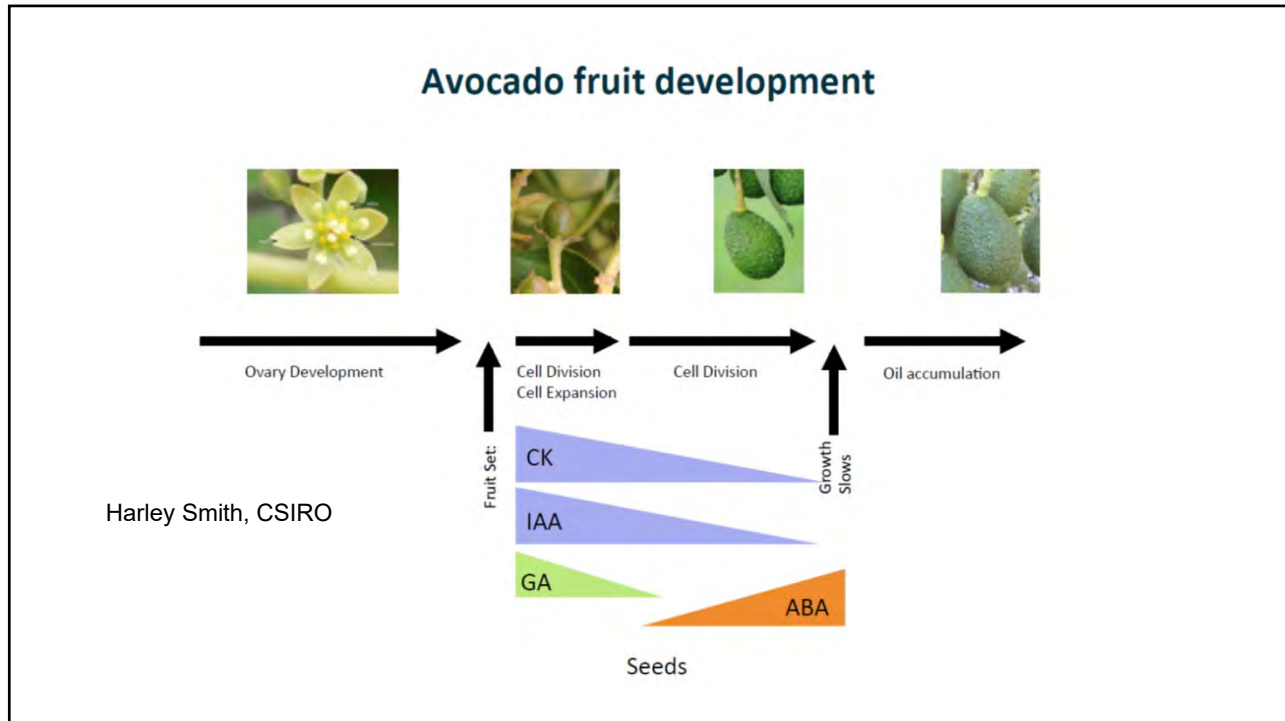 Avocado fruit development
Ovary Development
Cell Division
Cell Expansion
Cell Division
Oil accumulation
Fruit Set:
Growth
Slows
CK
IAA
GA
ABA
Harley Smith, CSIRO
Seeds